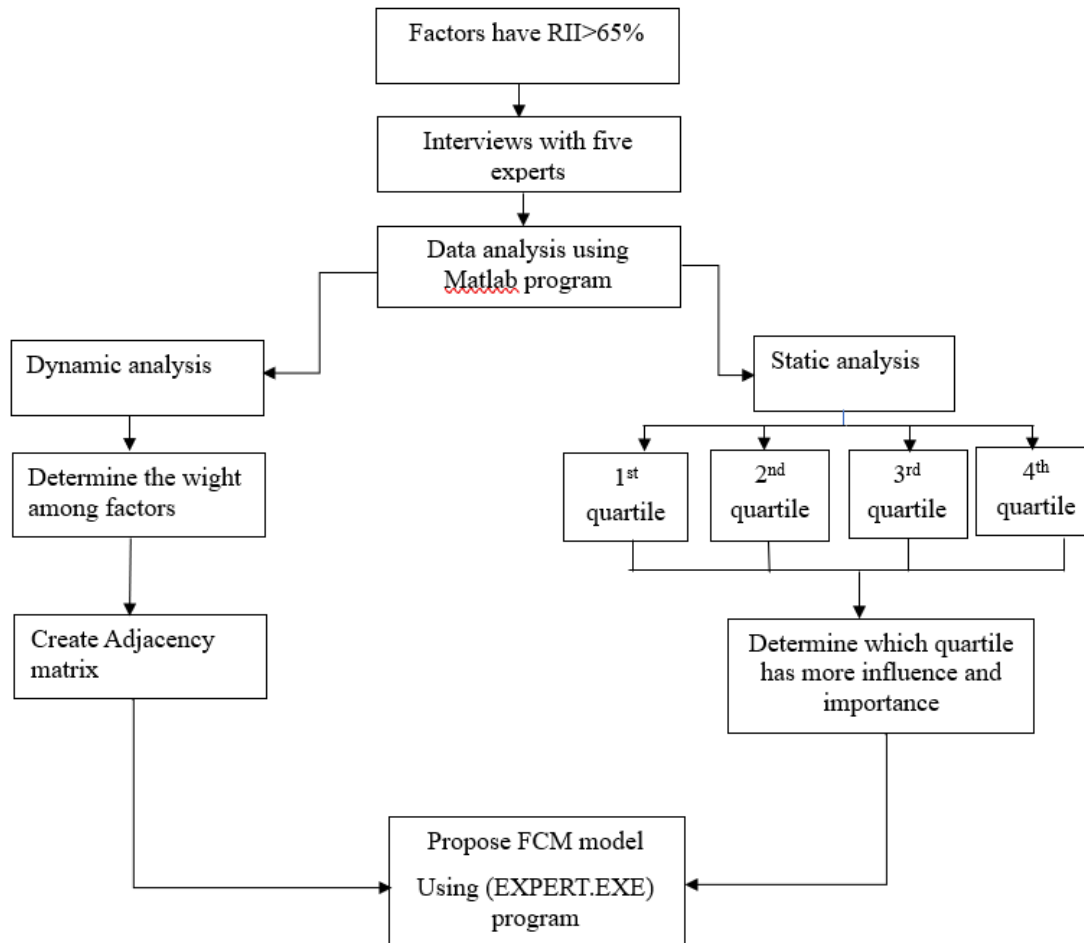 Factors have RII>65%
Interviews with five
experts
Data analysis using
Matlab program
Dynamic analysis
Static analysis
Determine the wight
among factors
1st
quartile
2nd
quartile
3rd
quartile
4th
quartile
Create Adjacency
matrix
Determine which quartile
has more influence and
importance
Propose FCM model
Using (EXPERT.EXE)
program